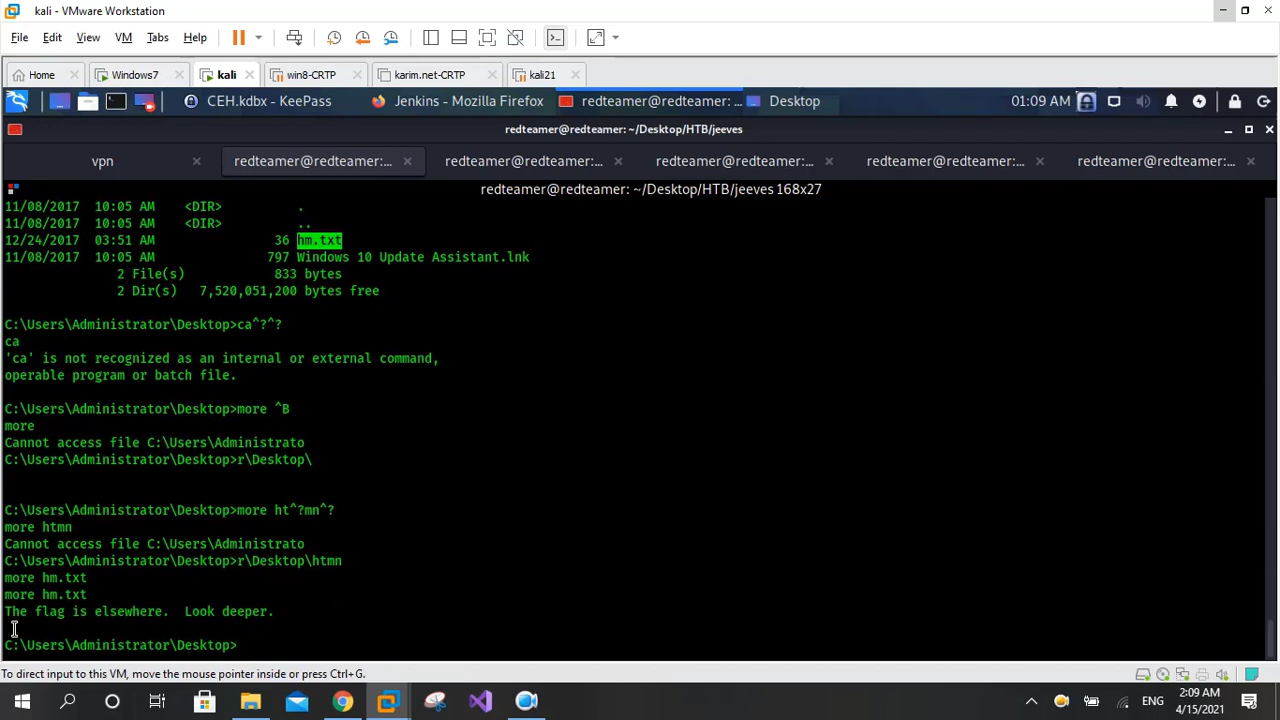 kali - VMware Workstation
File Edit View VM Tabs Help
Home Windows7 kali win8-CRTP karim.net-CRTP kali21
CEH.kdbx - KeePass Jenkins - Mozilla Firefox redteamer@redteamer: ... Desktop 01:09 AM
redteamer@redteamer: ~/Desktop/HTB/jeeves
vpn redteamer@redteamer:... redteamer@redteamer:... redteamer@redteamer:... redteamer@redteamer:... redteamer@redteamer:...
redteamer@redteamer: ~/Desktop/HTB/jeeves 168x27
11/08/2017 10:05 AM <DIR> .
11/08/2017 10:05 AM <DIR> ..
12/24/2017 03:51 AM 36 hm.txt
11/08/2017 10:05 AM 797 Windows 10 Update Assistant.lnk
2 File(s) 833 bytes
2 Dir(s) 7,520,051,200 bytes free
C:\Users\Administrator\Desktop>ca^?^?
ca
'ca' is not recognized as an internal or external command,
operable program or batch file.
C:\Users\Administrator\Desktop>more ^B
more
Cannot access file C:\Users\Administrato
C:\Users\Administrator\Desktop>r\Desktop\
C:\Users\Administrator\Desktop>more ht^?mn^?
more htmn
Cannot access file C:\Users\Administrato
C:\Users\Administrator\Desktop>r\Desktop\htmn
more hm.txt
more hm.txt
The flag is elsewhere. Look deeper.
C:\Users\Administrator\Desktop>
To direct input to this VM, move the mouse pointer inside or press Ctrl+G.
ENG 2:09 AM
4/15/2021